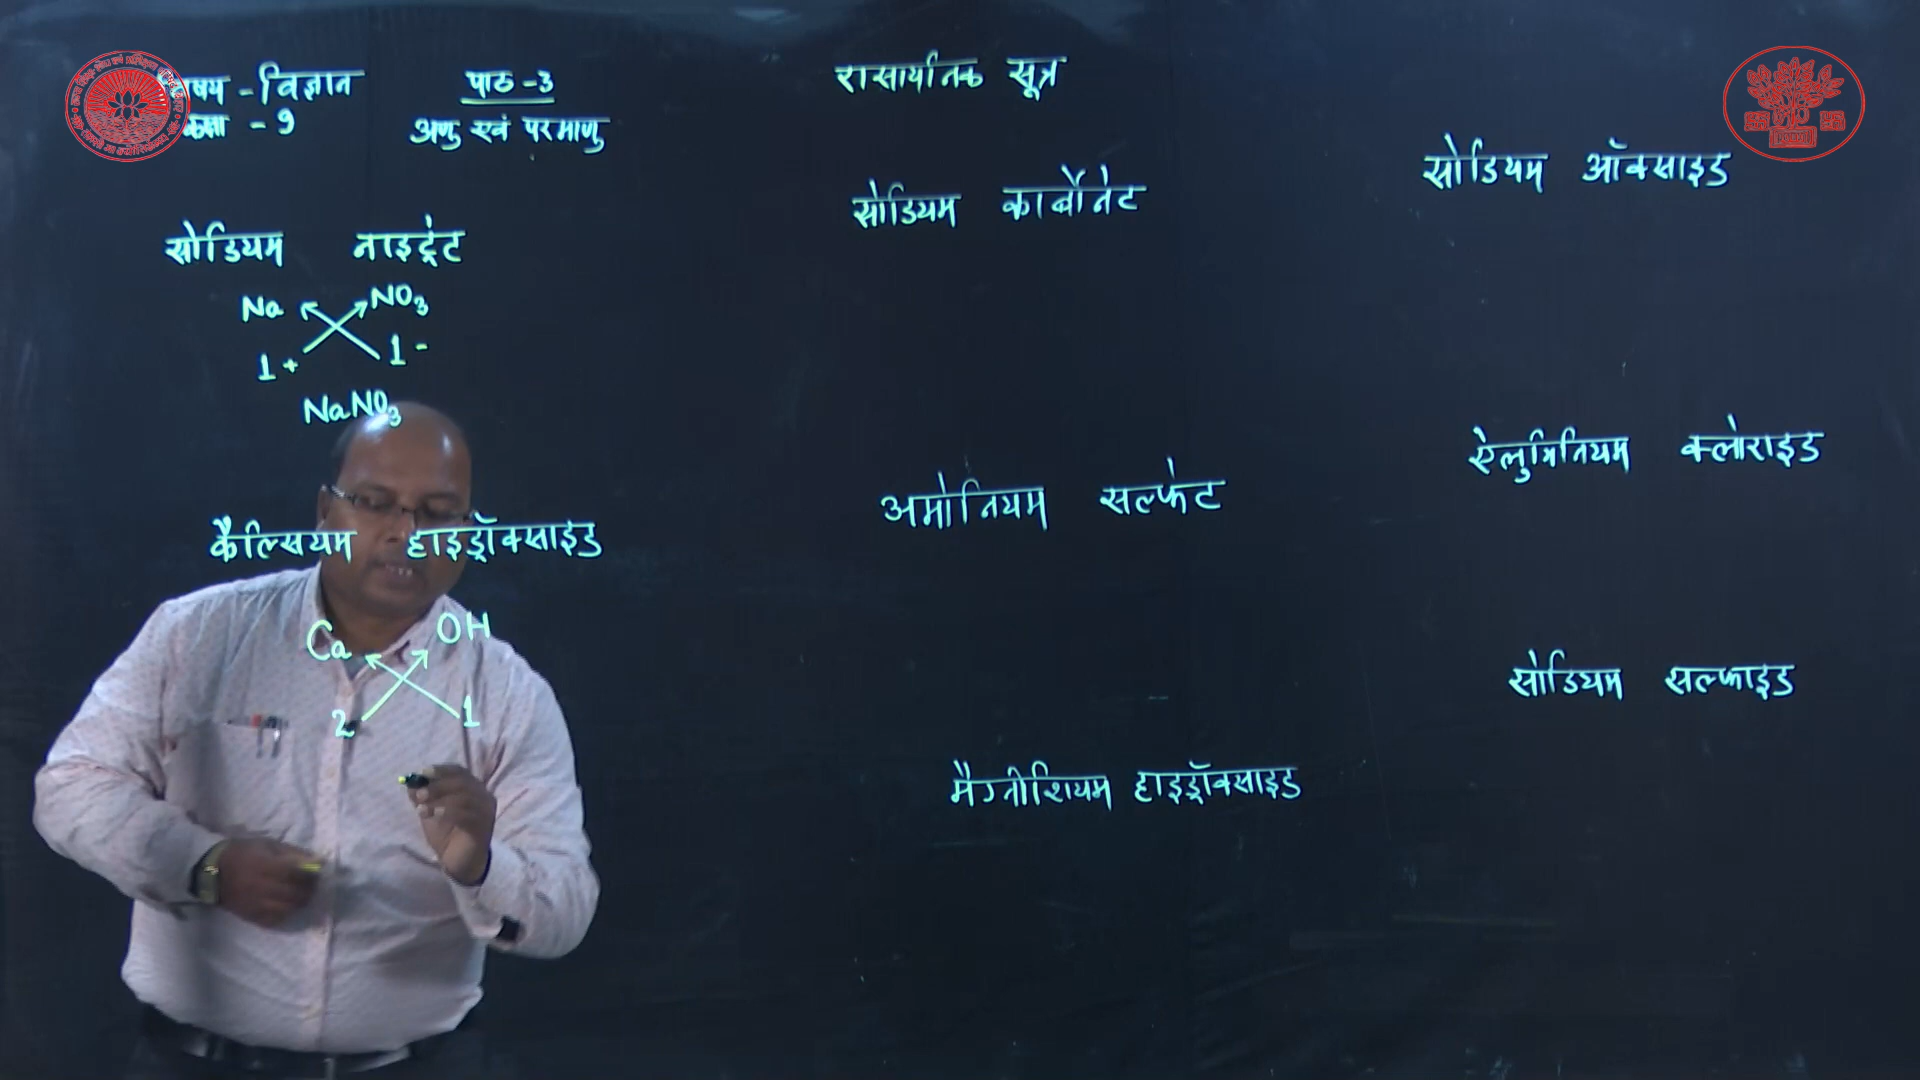 विषय - विज्ञान
कक्षा - 9
पाठ - 3
अणु एवं परमाणु
रासायनिक सूत्र
सोडियम नाइट्रेट
Na NO₃
1+ 1-
NaNO₃
कैल्सियम हाइड्रॉक्साइड
Ca OH
2 1
सोडियम कार्बोनेट
अमोनियम सल्फेट
मैग्नीशियम हाइड्रॉक्साइड
सोडियम ऑक्साइड
ऐलुमिनियम क्लोराइड
सोडियम सल्फाइड